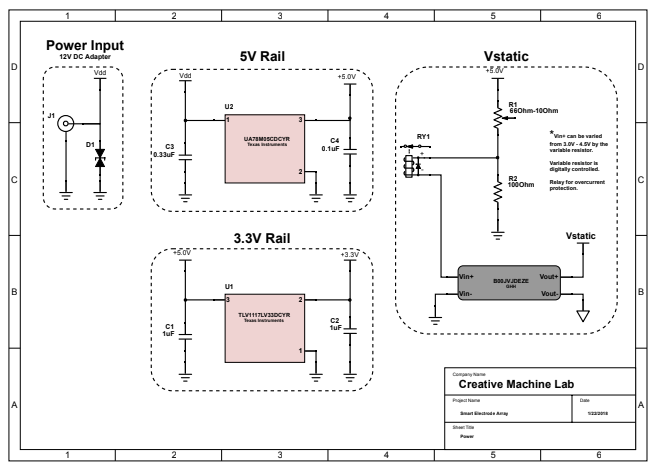 1 2 3 4 5 6
D D
C C
B B
A A
Power Input
12V DC Adapter
Vdd
J1
D1
5V Rail
Vdd
+5.0V
U2
1 3
UA78M05CDCYR
Texas Instruments
2
C3
0.33uF
C4
0.1uF
3.3V Rail
+5.0V
+3.3V
U1
3 2
TLV1117LV33DCYR
Texas Instruments
1
C1
1uF
C2
1uF
Vstatic
+5.0V
R1
66Ohm-10Ohm
RY1
+
-
R2
100Ohm
*Vin+ can be varied
from 3.0V - 4.5V by the
variable resistor.
Variable resistor is
digitally controlled.
Relay for overcurrent
protection.
Vstatic
Vin+ Vout+
B00JVJDEZE
GHH
Vin- Vout-
Company Name
Creative Machine Lab
Project Name
Smart Electrode Array
Date
1/22/2018
Sheet Title
Power
1 2 3 4 5 6